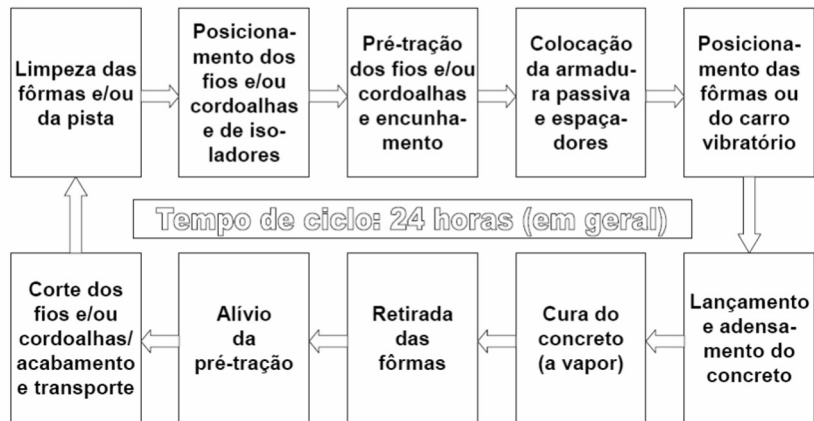 Limpeza das
fôrmas e/ou
da pista
Posiciona-
mento dos
fios e/ou
cordoalhas
e de iso-
ladores
Pré-tração
dos fios e/ou
cordoalhas
e encunha-
mento
Colocação
da armadu-
ra passiva
e espaça-
dores
Posiciona-
mento das
fôrmas ou
do carro
vibratório
Tempo de ciclo: 24 horas (em geral)
Lançamento
e adensa-
mento do
concreto
Cura do
concreto
(a vapor)
Retirada
das
fôrmas
Alívio
da
pré-tração
Corte dos
fios e/ou
cordoalhas/
acabamento
e transporte